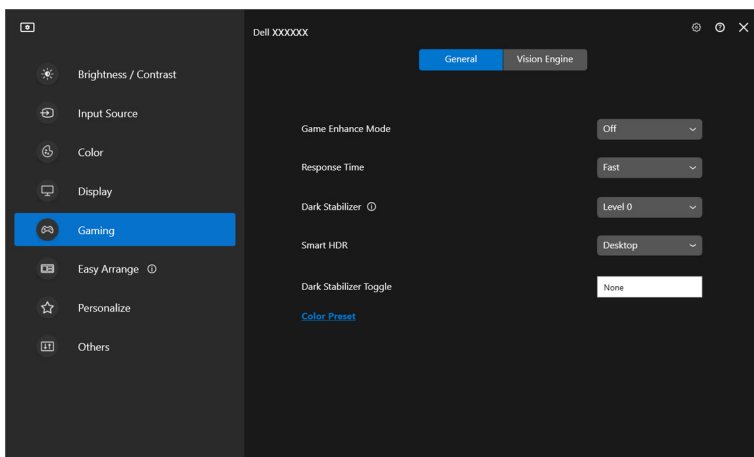 Dell XXXXXX
General
Vision Engine
Brightness / Contrast
Input Source
Color
Display
Gaming
Easy Arrange
Personalize
Others
Game Enhance Mode
Off
Response Time
Fast
Dark Stabilizer
Level 0
Smart HDR
Desktop
Dark Stabilizer Toggle
None
Color Preset